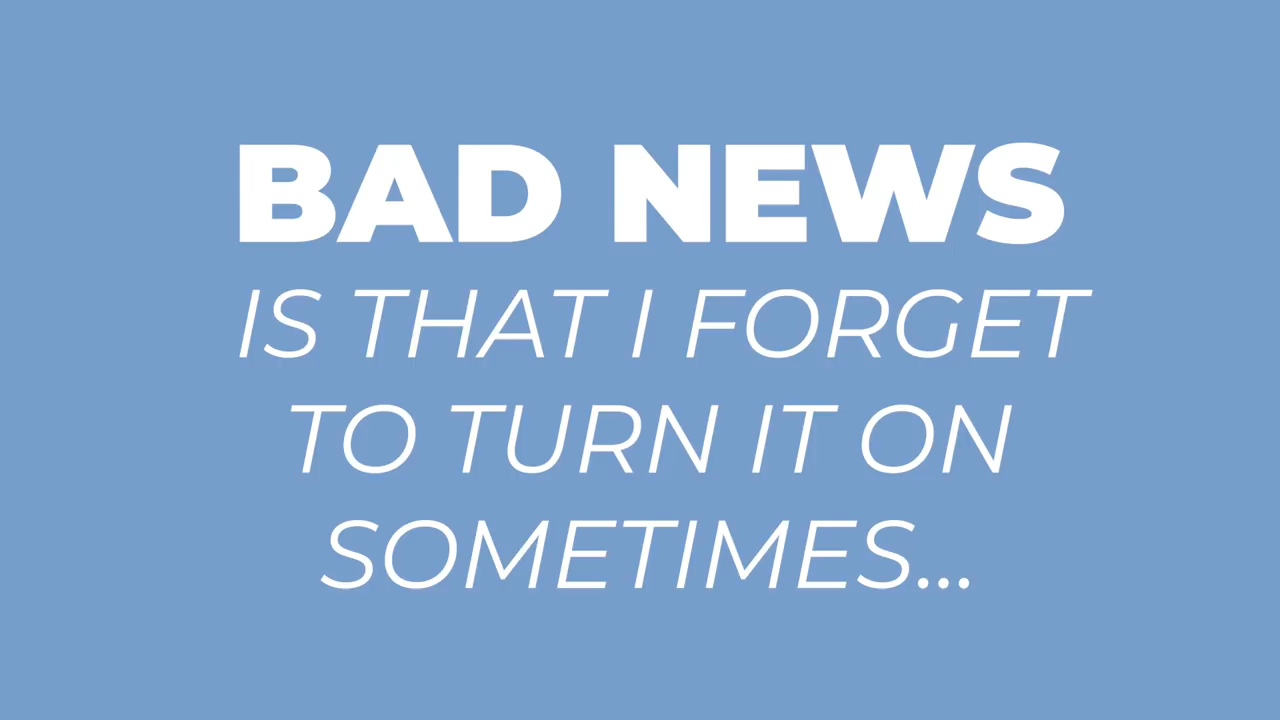 BAD NEWS
IS THAT I FORGET
TO TURN IT ON
SOMETIMES...